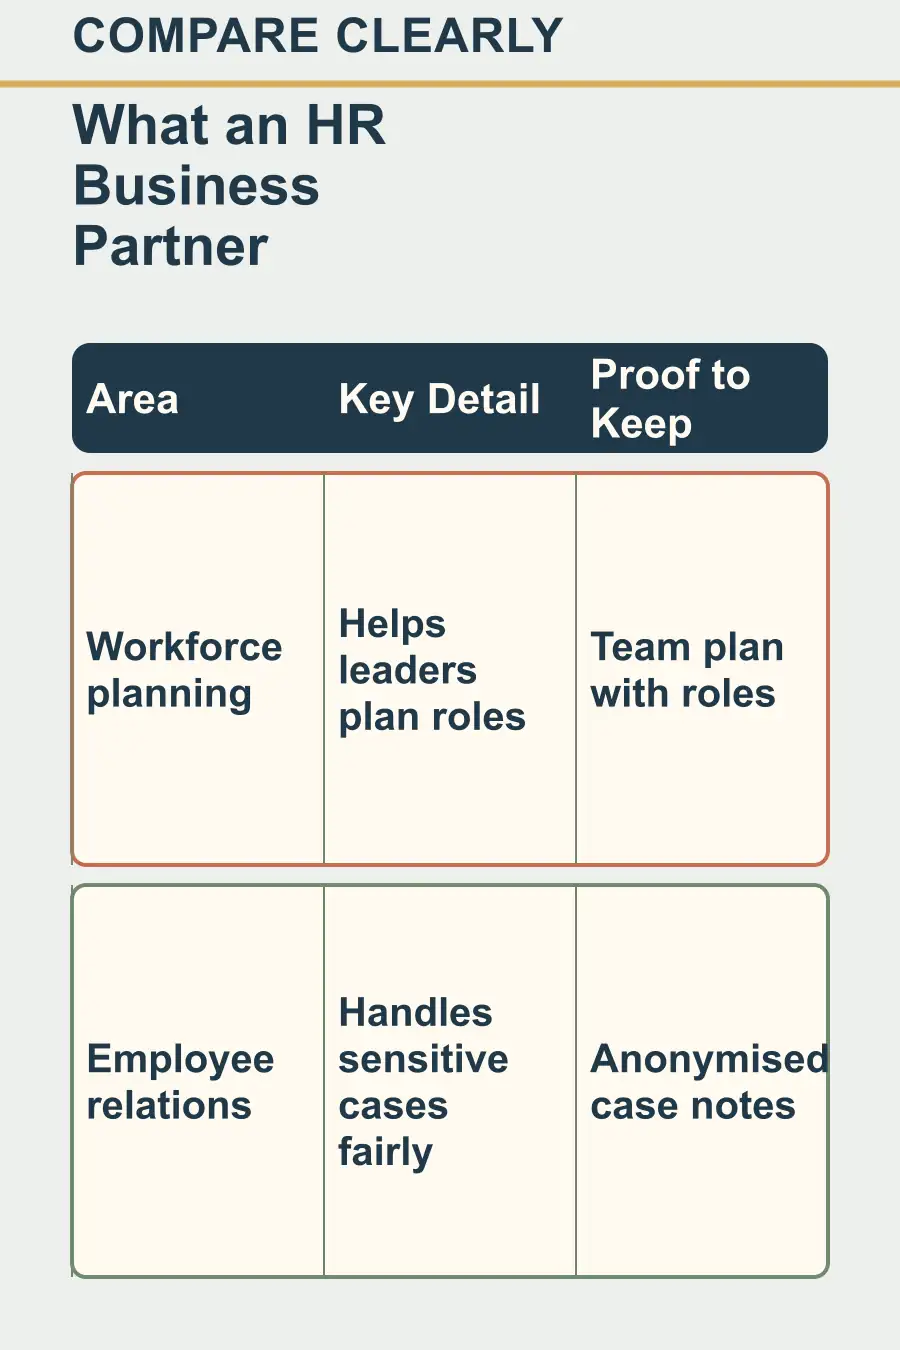 COMPARE CLEARLY
What an HR
Business
Partner
Area
Key Detail
Proof to
Keep
Workforce
planning
Helps
leaders
plan roles
Team plan
with roles
Employee
relations
Handles
sensitive
cases
fairly
Anonymised
case notes